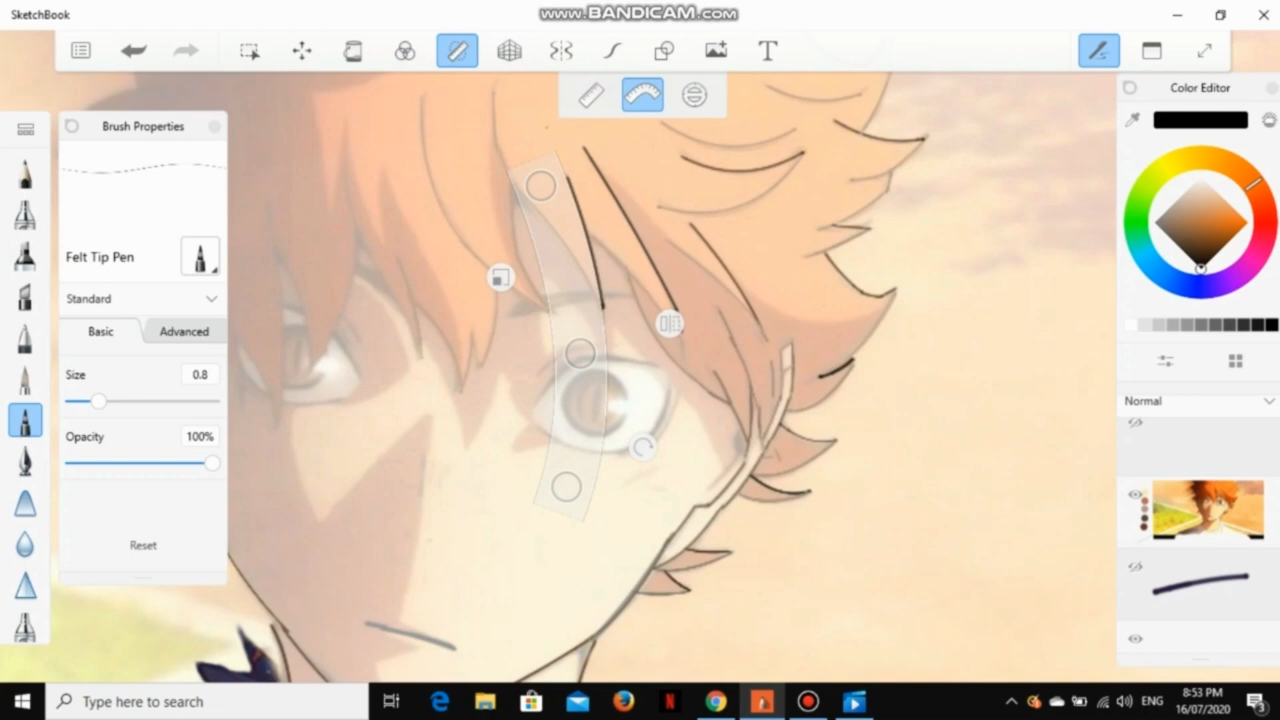 SketchBook
www.BANDICAM.com
T
Brush Properties
Color Editor
Felt Tip Pen
Standard
Basic
Advanced
Size
0.8
Opacity
100%
Reset
Normal
Type here to search
ENG
8:53 PM
16/07/2020
3